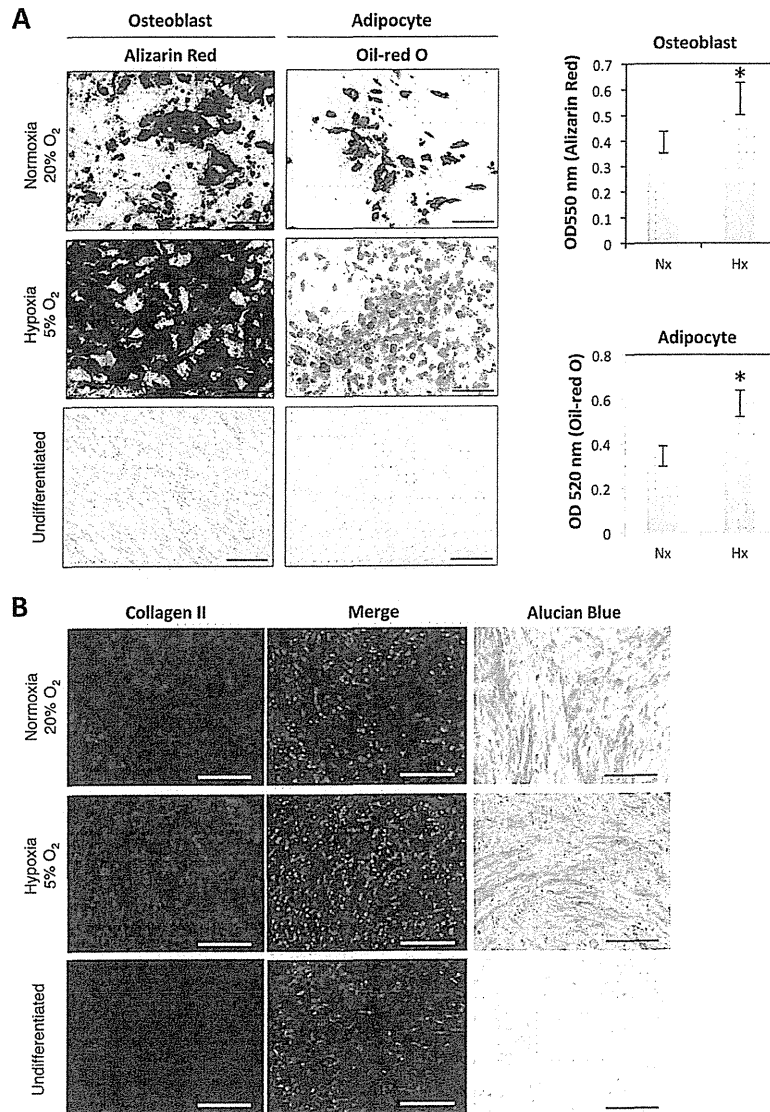 A
Osteoblast
Adipocyte
Alizarin Red
Oil-red O
Normoxia
20% O2
Hypoxia
5% O2
Undifferentiated
Osteoblast
OD550 nm (Alizarin Red)
0.7
0.6
0.5
0.4
0.3
0.2
0.1
0
*
Nx
Hx
Adipocyte
OD 520 nm (Oil-red O)
0.8
0.6
0.4
0.2
0
*
Nx
Hx
B
Collagen II
Merge
Alucian Blue
Normoxia
20% O2
Hypoxia
5% O2
Undifferentiated